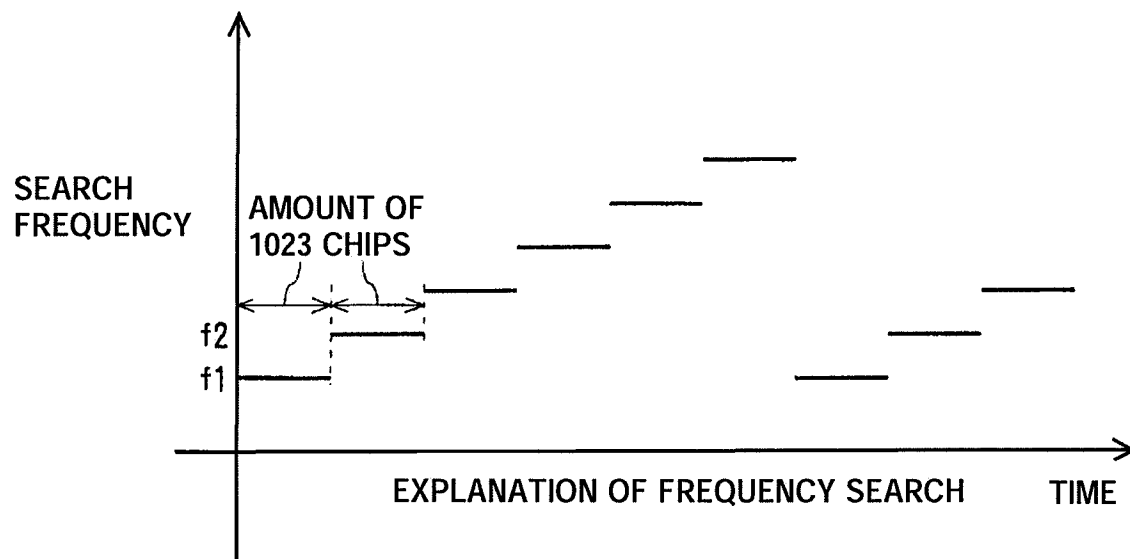 SEARCH
FREQUENCY
AMOUNT OF
1023 CHIPS
f2
f1
EXPLANATION OF FREQUENCY SEARCH
TIME